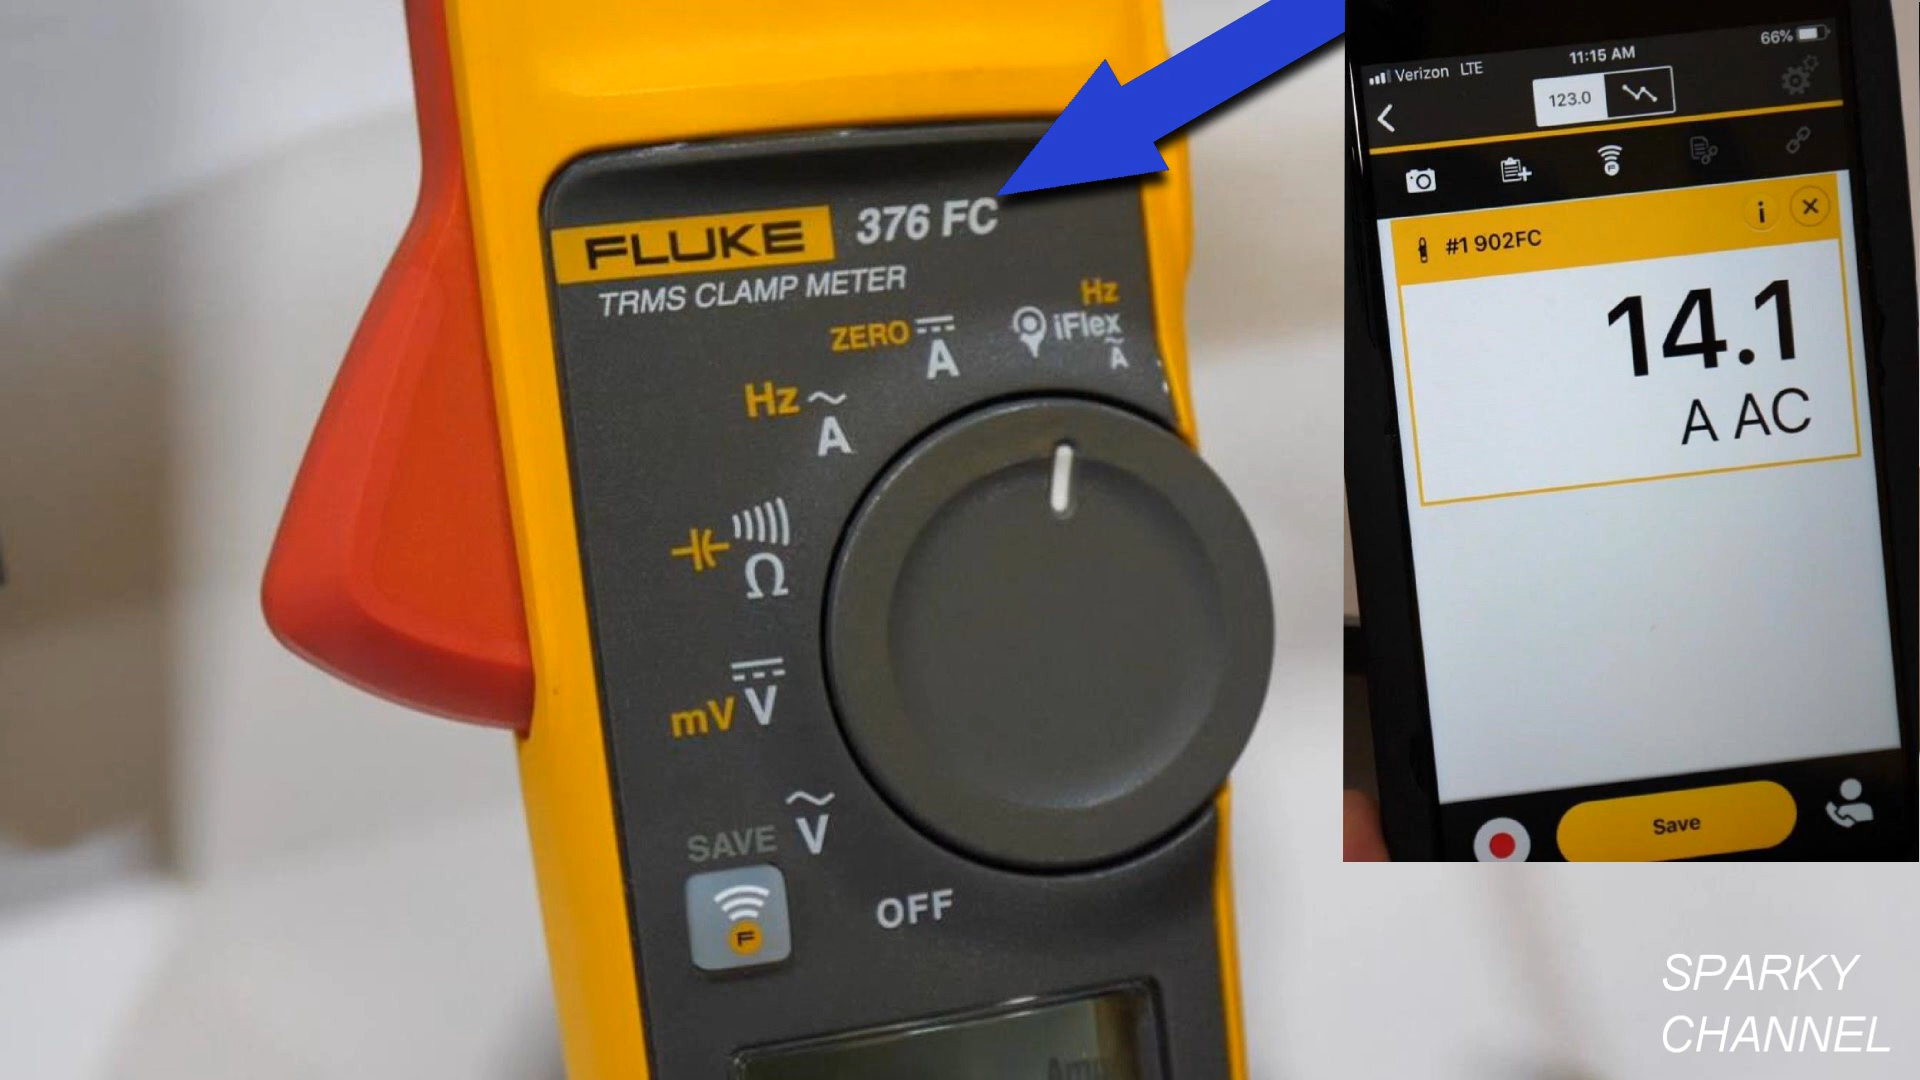 FLUKE 376 FC
TRMS CLAMP METER
ZERO A
Hz
iFlex
A
Hz A
Ω
mV V
SAVE V
F
OFF
Verizon LTE 11:15 AM 66%
123.0
F
i
#1 902FC
14.1
A AC
Save
SPARKY
CHANNEL